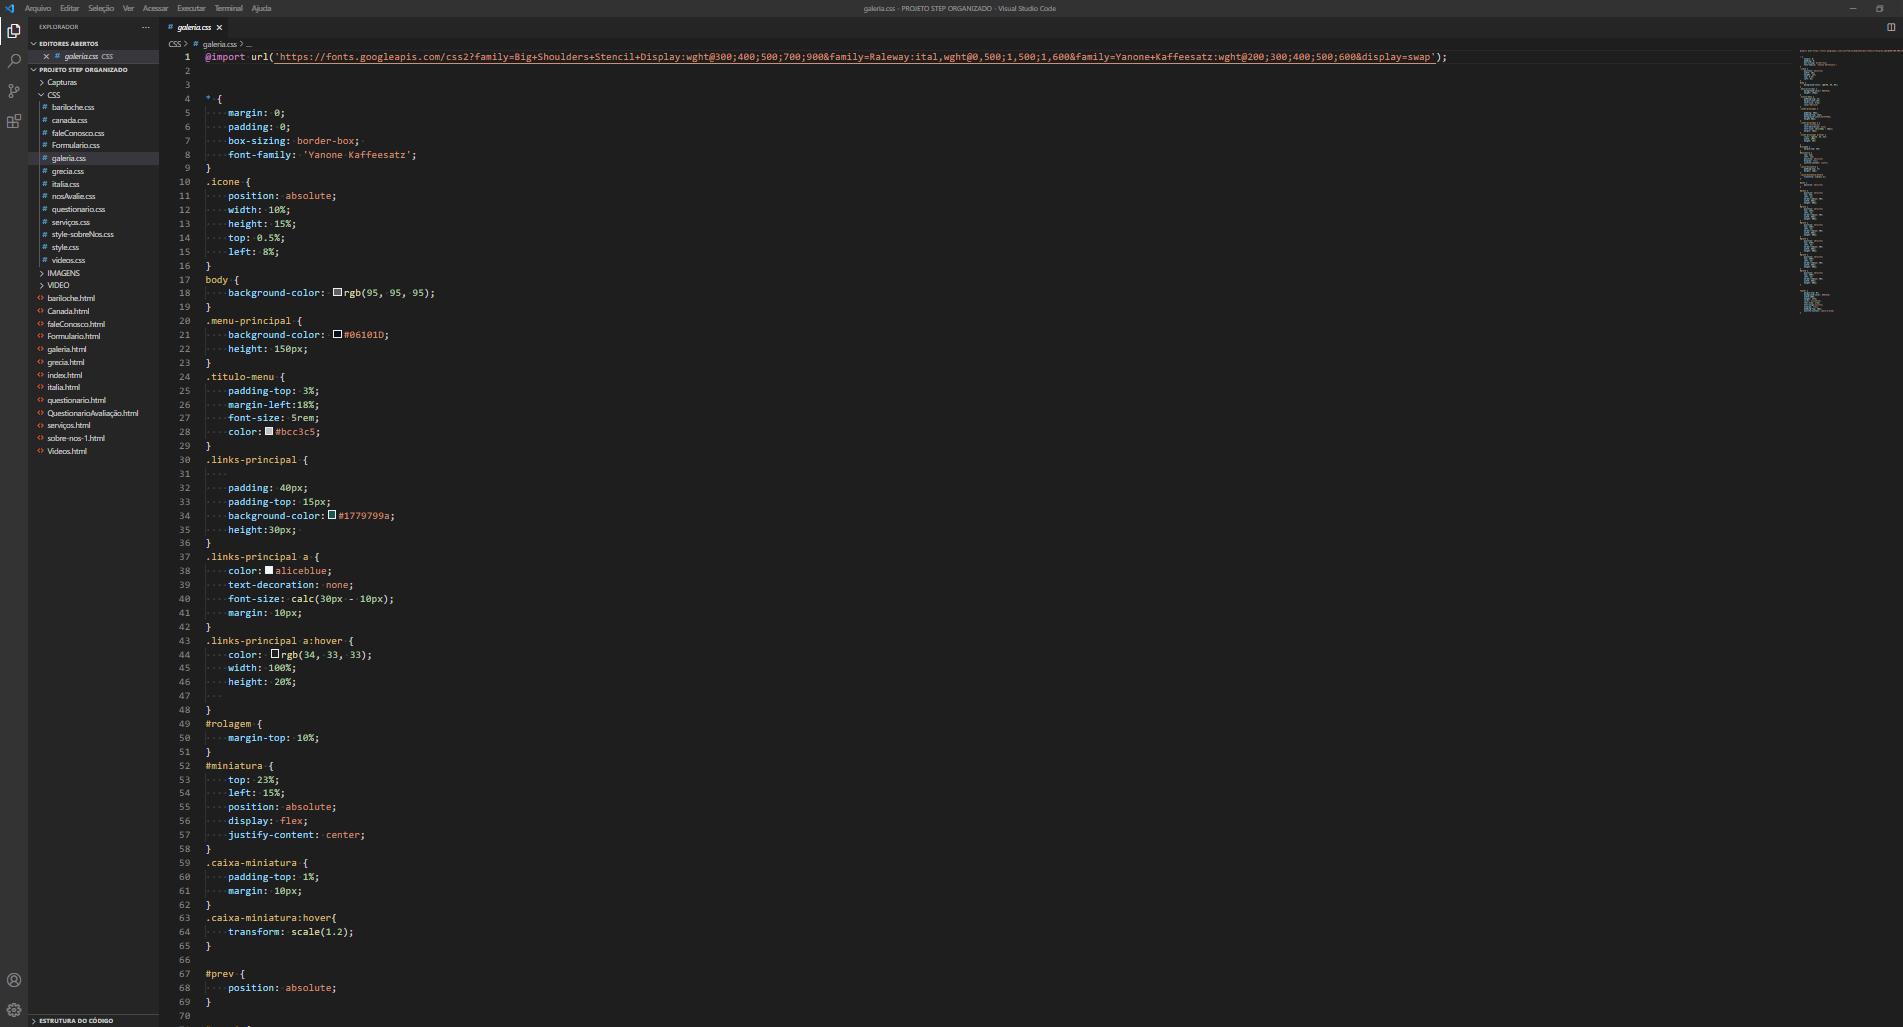 Arquivo Editar Seleção Ver Acessar Executar Terminal Ajuda
galeria.css - PROJETO STEP ORGANIZADO - Visual Studio Code
EXPLORADOR ...
EDITORES ABERTOS
galeria.css CSS
PROJETO STEP ORGANIZADO
Capturas
CSS
bariloche.css
canada.css
faleConosco.css
Formulario.css
galeria.css
grecia.css
italia.css
nosAvalie.css
questionario.css
serviços.css
style-sobreNos.css
style.css
videos.css
IMAGENS
VIDEO
bariloche.html
Canada.html
faleConosco.html
Formulario.html
galeria.html
grecia.html
index.html
italia.html
questionario.html
QuestionarioAvaliação.html
serviços.html
sobre-nos-1.html
Videos.html
ESTRUTURA DO CÓDIGO
# galeria.css ×
CSS > # galeria.css > ...
1 @import url('https://fonts.googleapis.com/css2?family=Big+Shoulders+Stencil+Display:wght@300;400;500;700;900&family=Raleway:ital,wght@0,500;1,500;1,600&family=Yanone+Kaffeesatz:wght@200;300;400;500;600&display=swap');
2
3
4 * {
5 margin: 0;
6 padding: 0;
7 box-sizing: border-box;
8 font-family: 'Yanone Kaffeesatz';
9 }
10 .icone {
11 position: absolute;
12 width: 10%;
13 height: 15%;
14 top: 0.5%;
15 left: 8%;
16 }
17 body {
18 background-color: rgb(95, 95, 95);
19 }
20 .menu-principal {
21 background-color: #06101D;
22 height: 150px;
23 }
24 .titulo-menu {
25 padding-top: 3%;
26 margin-left:18%;
27 font-size: 5rem;
28 color: #bcc3c5;
29 }
30 .links-principal {
31
32 padding: 40px;
33 padding-top: 15px;
34 background-color: #1779799a;
35 height:30px;
36 }
37 .links-principal a {
38 color: aliceblue;
39 text-decoration: none;
40 font-size: calc(30px - 10px);
41 margin: 10px;
42 }
43 .links-principal a:hover {
44 color: rgb(34, 33, 33);
45 width: 100%;
46 height: 20%;
47
48 }
49 #rolagem {
50 margin-top: 10%;
51 }
52 #miniatura {
53 top: 23%;
54 left: 15%;
55 position: absolute;
56 display: flex;
57 justify-content: center;
58 }
59 .caixa-miniatura {
60 padding-top: 1%;
61 margin: 10px;
62 }
63 .caixa-miniatura:hover{
64 transform: scale(1.2);
65 }
66
67 #prev {
68 position: absolute;
69 }
70